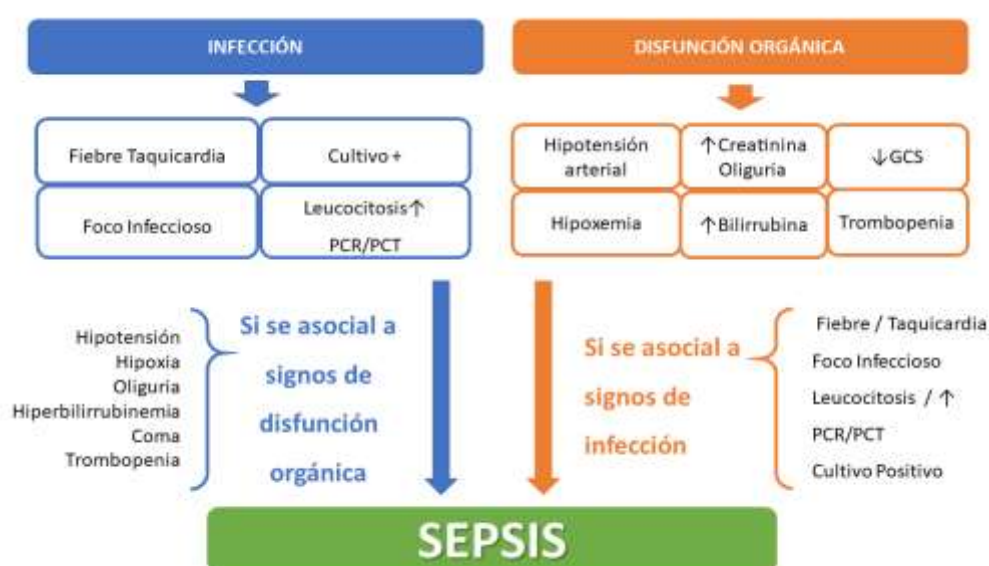 INFECCIÓN
Fiebre Taquicardia
Cultivo +
Foco Infeccioso
Leucocitosis↑
PCR/PCT
DISFUNCIÓN ORGÁNICA
Hipotensión
arterial
↑Creatinina
Oliguria
↓GCS
Hipoxemia
↑Bilirrubina
Trombopenia
Hipotensión
Hipoxia
Oliguria
Hiperbilirrubinemia
Coma
Trombopenia
Si se asocial a
signos de
disfunción
orgánica
Si se asocial a
signos de
infección
Fiebre / Taquicardia
Foco Infeccioso
Leucocitosis / ↑
PCR/PCT
Cultivo Positivo
SEPSIS